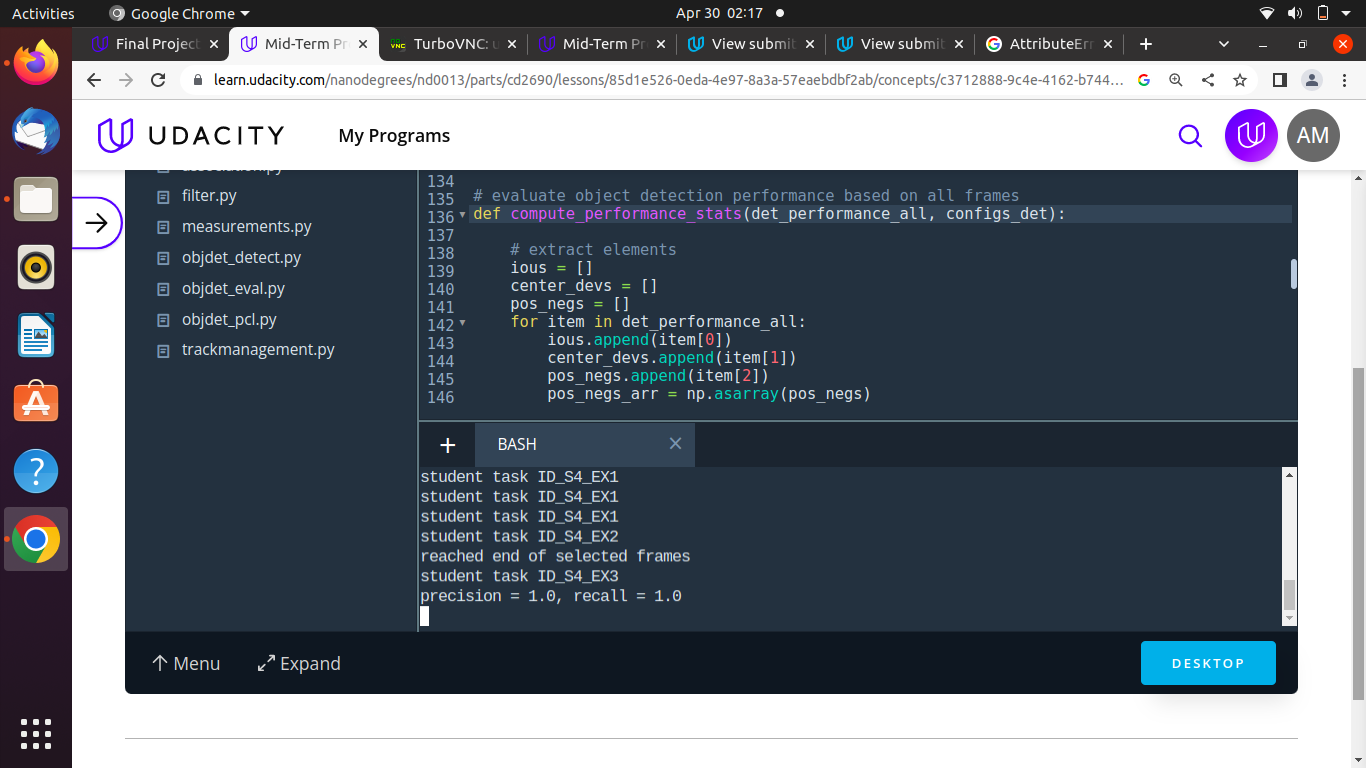 Activities
Google Chrome
Apr 30 02:17
Final Project
Mid-Term Pr
TurboVNC: u
Mid-Term Pr
View submit
View submit
AttributeErr
learn.udacity.com/nanodegrees/nd0013/parts/cd2690/lessons/85d1e526-0eda-4e97-8a3a-57eaebdbf2ab/concepts/c3712888-9c4e-4162-b744...
UDACITY
My Programs
AM
association.py
filter.py
measurements.py
objdet_detect.py
objdet_eval.py
objdet_pcl.py
trackmanagement.py
134
135 # evaluate object detection performance based on all frames
136 def compute_performance_stats(det_performance_all, configs_det):
137
138 # extract elements
139 ious = []
140 center_devs = []
141 pos_negs = []
142 for item in det_performance_all:
143 ious.append(item[0])
144 center_devs.append(item[1])
145 pos_negs.append(item[2])
146 pos_negs_arr = np.asarray(pos_negs)
+ BASH
student task ID_S4_EX1
student task ID_S4_EX1
student task ID_S4_EX1
student task ID_S4_EX2
reached end of selected frames
student task ID_S4_EX3
precision = 1.0, recall = 1.0
Menu
Expand
DESKTOP